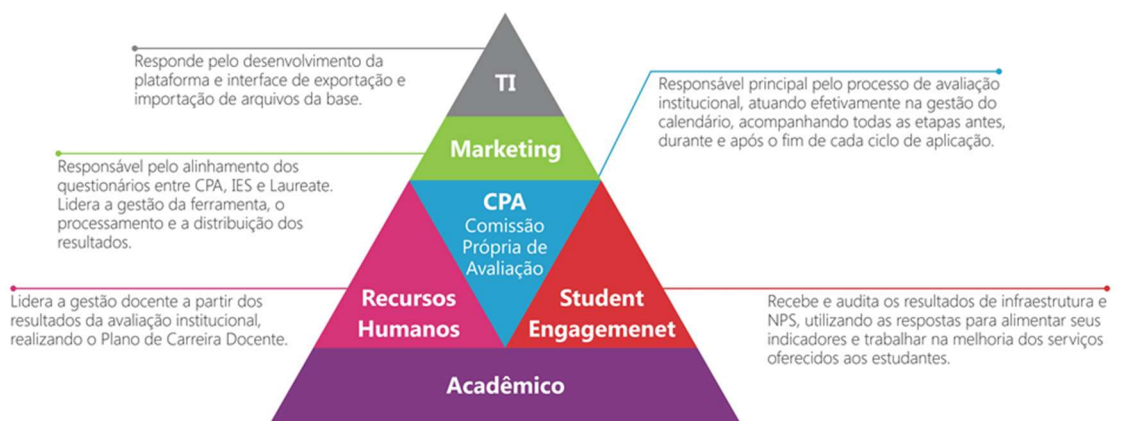 TI
Responde pelo desenvolvimento da
plataforma e interface de exportação e
importação de arquivos da base.
Responsável principal pelo processo de avaliação
institucional, atuando efetivamente na gestão do
calendário, acompanhando todas as etapas antes,
durante e após o fim de cada ciclo de aplicação.
Marketing
Responsável pelo alinhamento dos
questionários entre CPA, IES e Laureate.
Lidera a gestão da ferramenta, o
processamento e a distribuição dos
resultados.
CPA
Comissão
Própria de
Avaliação
Lidera a gestão docente a partir dos
resultados da avaliação institucional,
realizando o Plano de Carreira Docente.
Recursos
Humanos
Student
Engagemenet
Recebe e audita os resultados de infraestrutura e
NPS, utilizando as respostas para alimentar seus
indicadores e trabalhar na melhoria dos serviços
oferecidos aos estudantes.
Acadêmico